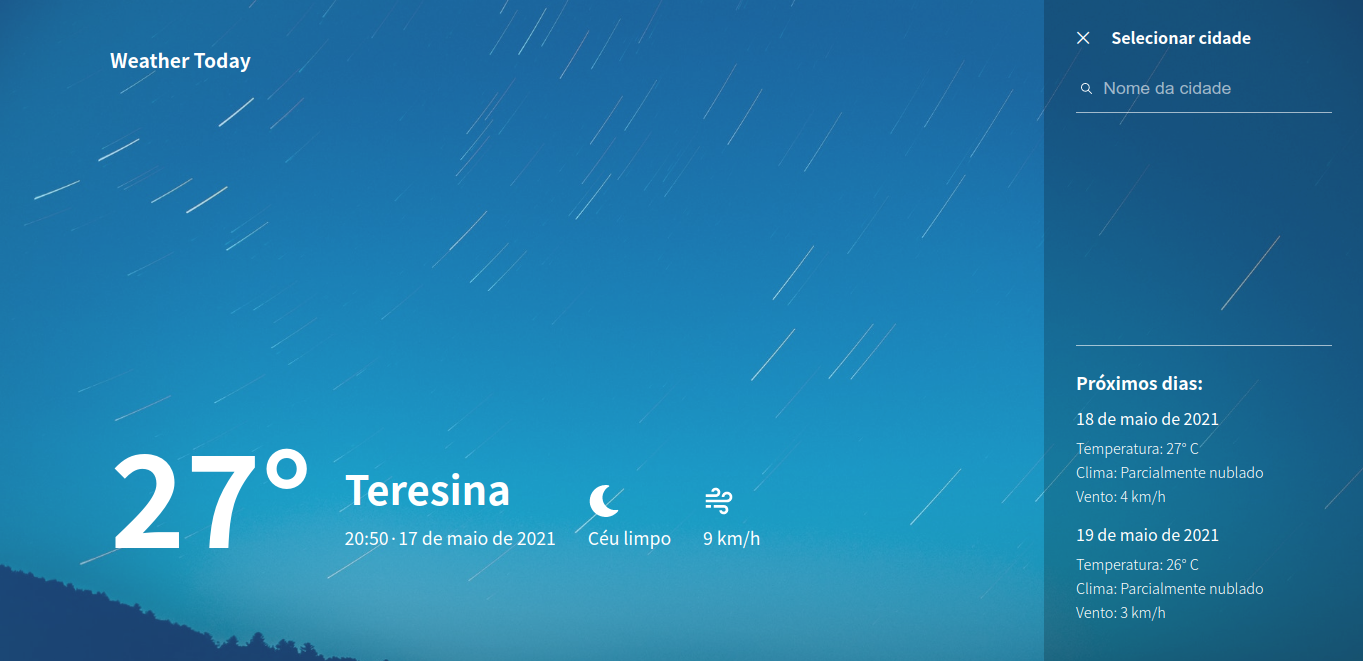 Weather Today
27°
Teresina
20:50 · 17 de maio de 2021
Céu limpo
9 km/h
Selecionar cidade
Nome da cidade
Próximos dias:
18 de maio de 2021
Temperatura: 27° C
Clima: Parcialmente nublado
Vento: 4 km/h
19 de maio de 2021
Temperatura: 26° C
Clima: Parcialmente nublado
Vento: 3 km/h